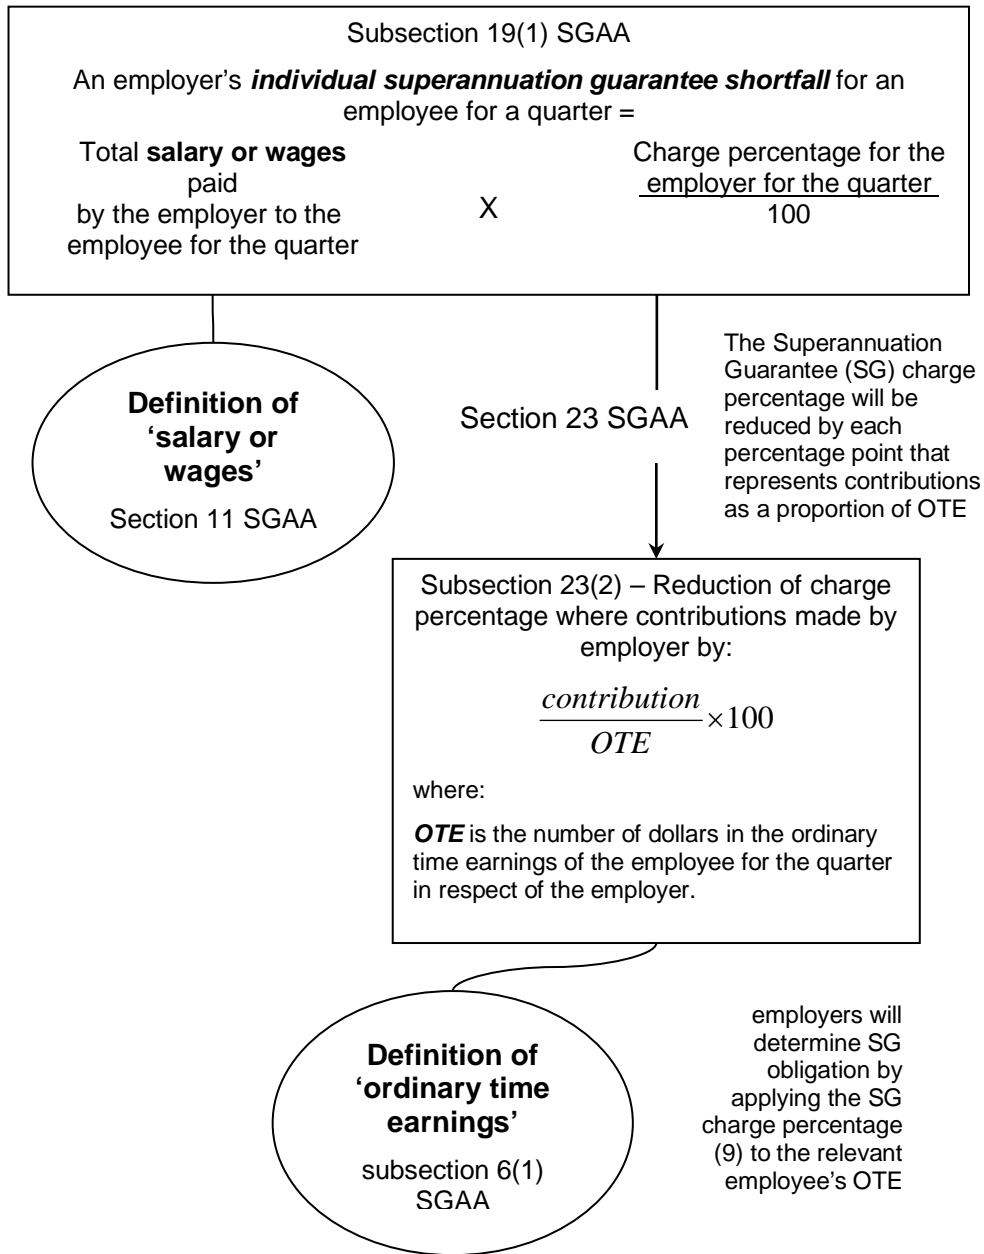 Subsection 19(1) SGAA
An employer's individual superannuation guarantee shortfall for an
employee for a quarter =
Total salary or wages
paid
by the employer to the
employee for the quarter
X
Charge percentage for the
employer for the quarter
100
Definition of
'salary or
wages'
Section 11 SGAA
Section 23 SGAA
The Superannuation
Guarantee (SG) charge
percentage will be
reduced by each
percentage point that
represents contributions
as a proportion of OTE
Subsection 23(2) – Reduction of charge
percentage where contributions made by
employer by:
contribution
OTE
×100
where:
OTE is the number of dollars in the ordinary
time earnings of the employee for the quarter
in respect of the employer.
Definition of
'ordinary time
earnings'
subsection 6(1)
SGAA
employers will
determine SG
obligation by
applying the SG
charge percentage
(9) to the relevant
employee's OTE